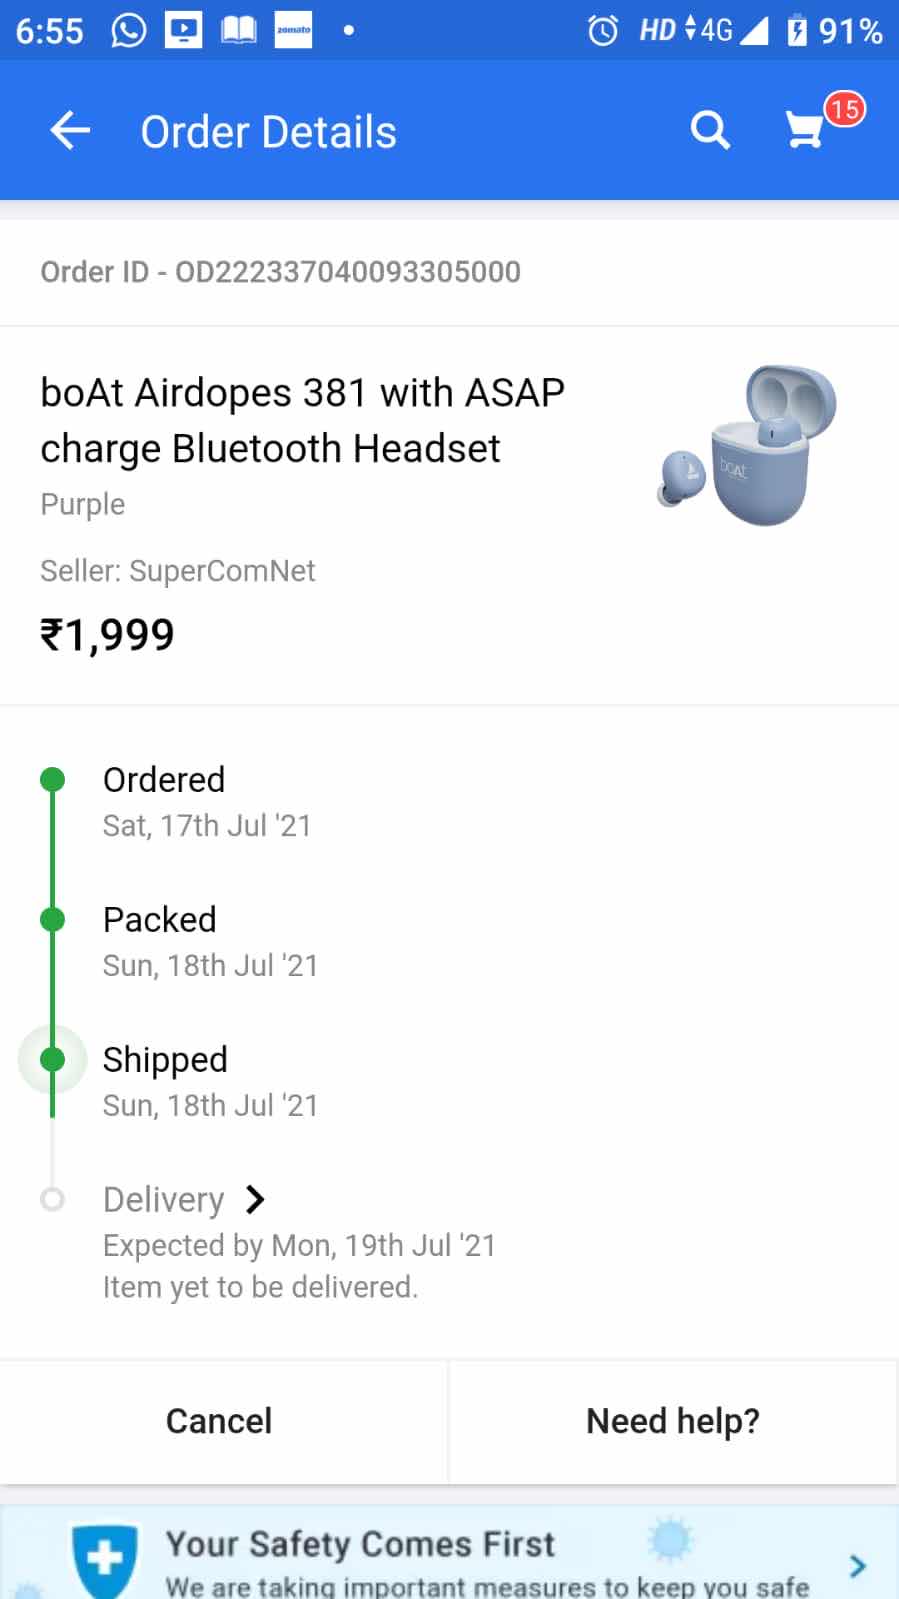 6:55 zomato HD 4G 91%
Order Details 15
Order ID - OD222337040093305000
boAt Airdopes 381 with ASAP
charge Bluetooth Headset
boAt
Purple
Seller: SuperComNet
₹1,999
Ordered
Sat, 17th Jul '21
Packed
Sun, 18th Jul '21
Shipped
Sun, 18th Jul '21
Delivery
Expected by Mon, 19th Jul '21
Item yet to be delivered.
Cancel Need help?
Your Safety Comes First
We are taking important measures to keep you safe